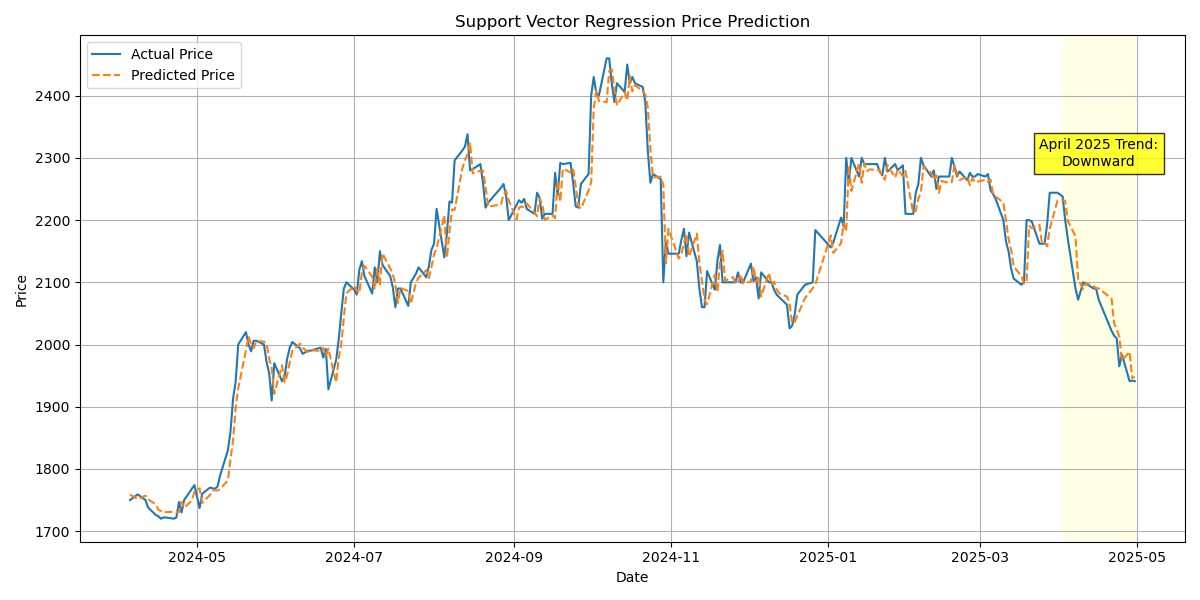 Support Vector Regression Price Prediction
Actual Price
Predicted Price
April 2025 Trend:
Downward
Price
2400
2300
2200
2100
2000
1900
1800
1700
2024-05
2024-07
2024-09
2024-11
2025-01
2025-03
2025-05
Date